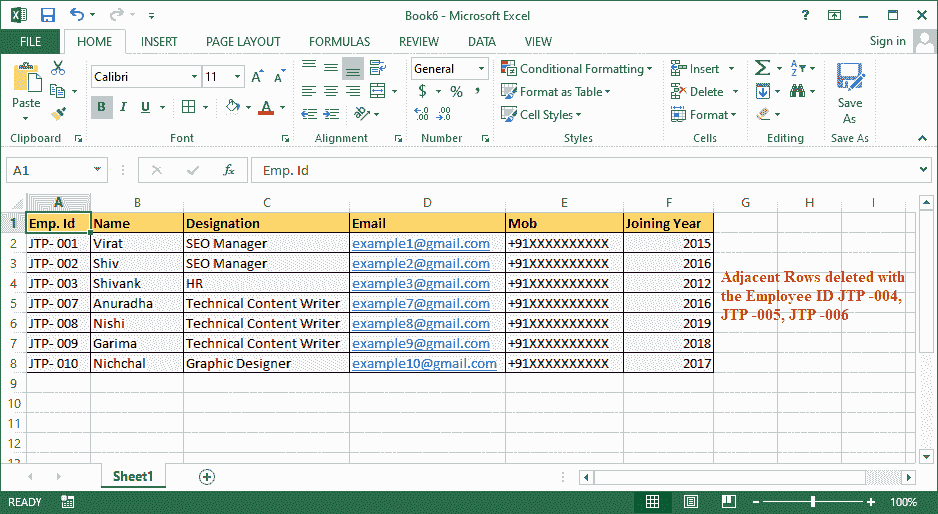 Book6 - Microsoft Excel
?
FILE HOME INSERT PAGE LAYOUT FORMULAS REVIEW DATA VIEW Sign in
Paste
Calibri 11 A A
B I U A
General
$ % ,
.00 .0
Conditional Formatting
Format as Table
Cell Styles
Insert
Delete
Format
Save
As
Clipboard Font Alignment Number Styles Cells Editing Save As
A1 fx Emp. Id
A B C D E F G H I
1 Emp. Id Name Designation Email Mob Joining Year
2 JTP- 001 Virat SEO Manager example1@gmail.com +91XXXXXXXXXX 2015
3 JTP- 002 Shiv SEO Manager example2@gmail.com +91XXXXXXXXXX 2016
4 JTP- 003 Shivank HR example3@gmail.com +91XXXXXXXXXX 2012
5 JTP- 007 Anuradha Technical Content Writer example7@gmail.com +91XXXXXXXXXX 2016
6 JTP- 008 Nishi Technical Content Writer example8@gmail.com +91XXXXXXXXXX 2019
7 JTP- 009 Garima Technical Content Writer example9@gmail.com +91XXXXXXXXXX 2018
8 JTP- 010 Nichchal Graphic Designer example10@gmail.com +91XXXXXXXXXX 2017
Adjacent Rows deleted with
the Employee ID JTP -004,
JTP -005, JTP -006
9
10
11
12
Sheet1
READY 100%